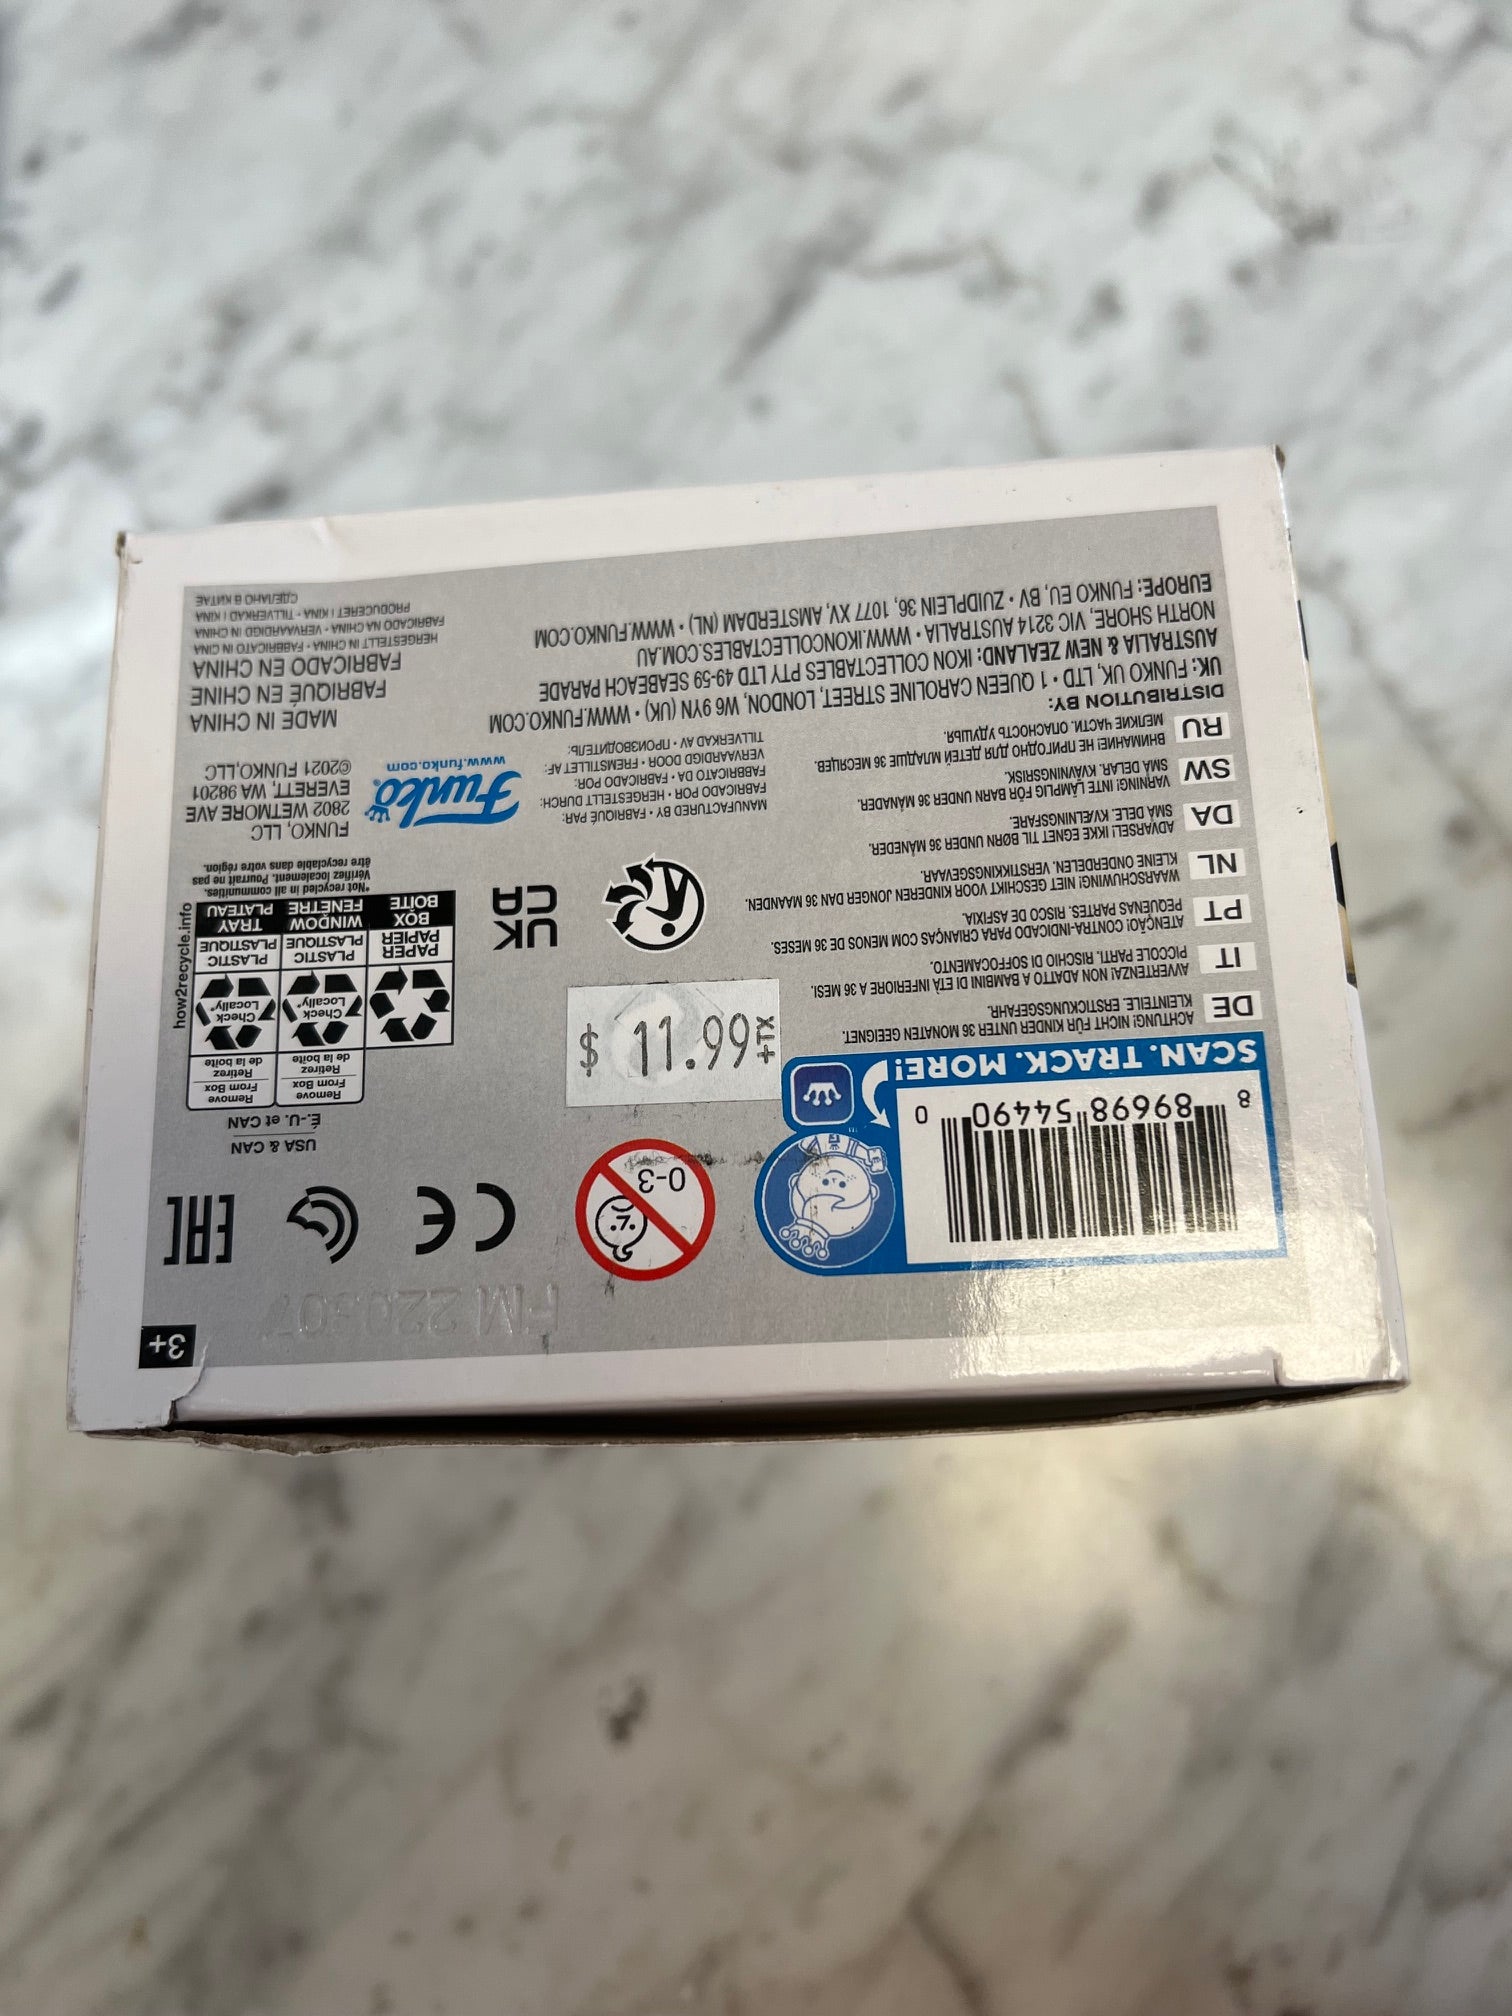 3+
8 89698 54490 0
SCAN. TRACK. MORE!
0-3
CE
EAC
USA & CAN
É.-U. et CAN
Remove
From Box
Retirez
de la boîte
Remove
From Box
Retirez
de la boîte
Check
Locally*
Check
Locally*
PAPER
PAPIER
BOX
BOÎTE
PLASTIC
PLASTIQUE
WINDOW
FENÊTRE
PLASTIC
PLASTIQUE
TRAY
PLATEAU
how2recycle.info
*Not recycled in all communities.
Vérifiez localement. Pourrait ne pas
être recyclable dans votre région.
$ 11.99 +TX
UK
CA
DE ACHTUNG! NICHT FÜR KINDER UNTER 36 MONATEN GEEIGNET.
KLEINTEILE. ERSTICKUNGSGEFAHR.
IT AVVERTENZA! NON ADATTO A BAMBINI DI ETÀ INFERIORE A 36 MESI.
PICCOLE PARTI. RISCHIO DI SOFFOCAMENTO.
PT ATENÇÃO! CONTRA-INDICADO PARA CRIANÇAS COM MENOS DE 36 MESES.
PEQUENAS PARTES. RISCO DE ASFIXIA.
NL WAARSCHUWING! NIET GESCHIKT VOOR KINDEREN JONGER DAN 36 MAANDEN.
KLEINE ONDERDELEN. VERSTIKKINGSGEVAAR.
DA ADVARSEL! IKKE EGNET TIL BØRN UNDER 36 MÅNEDER.
SMÅ DELE. KVÆLNINGSFARE.
SW VARNING! INTE LÄMPLIG FÖR BARN UNDER 36 MÅNADER.
SMÅ DELAR. KVÄVNINGSRISK.
RU ВНИМАНИЕ! НЕ ПРИГОДНО ДЛЯ ДЕТЕЙ МЛАДШЕ 36 МЕСЯЦЕВ.
МЕЛКИЕ ЧАСТИ. ОПАСНОСТЬ УДУШЬЯ.
MANUFACTURED BY • FABRIQUÉ PAR:
FABRICADO POR • HERGESTELLT DURCH:
FABBRICATO DA • FABRICADO POR:
VERVAARDIGD DOOR • FREMSTILLET AF:
TILLVERKAD AV • ПРОИЗВОДИТЕЛЬ:
Funko
www.funko.com
FUNKO, LLC
2802 WETMORE AVE
EVERETT, WA 98201
©2021 FUNKO,LLC
DISTRIBUTION BY:
UK: FUNKO UK, LTD • 1 QUEEN CAROLINE STREET, LONDON, W6 9YN (UK) • WWW.FUNKO.COM
AUSTRALIA & NEW ZEALAND: IKON COLLECTABLES PTY LTD 49-59 SEABEACH PARADE
NORTH SHORE, VIC 3214 AUSTRALIA • WWW.IKONCOLLECTABLES.COM.AU
EUROPE: FUNKO EU, BV • ZUIDPLEIN 36, 1077 XV, AMSTERDAM (NL) • WWW.FUNKO.COM
MADE IN CHINA
FABRIQUÉ EN CHINE
FABRICADO EN CHINA
HERGESTELLT IN CHINA • FABBRICATO IN CINA
FABRICADO NA CHINA • VERVAARDIGD IN CHINA
PRODUCERET I KINA • TILLVERKAD I KINA
СДЕЛАНО В КИТАЕ